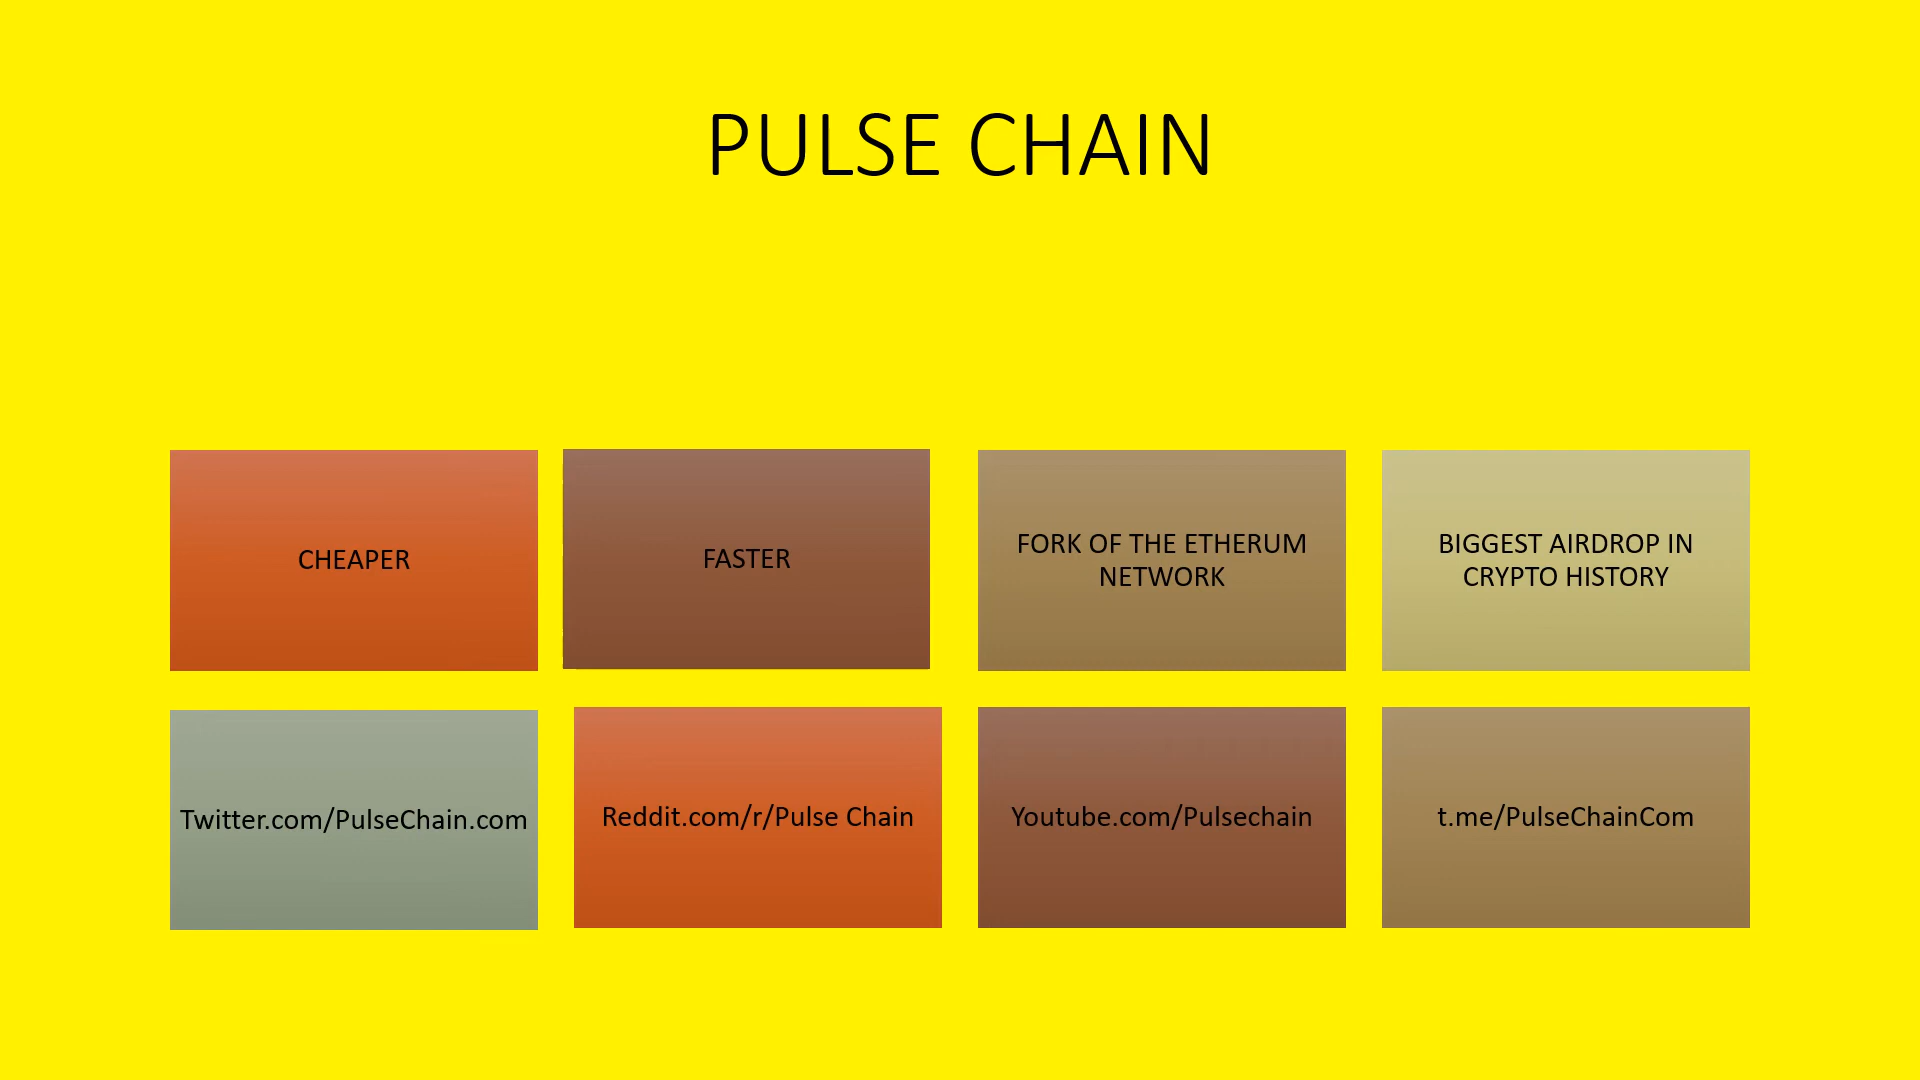 PULSE CHAIN
CHEAPER
FASTER
FORK OF THE ETHERUM
NETWORK
BIGGEST AIRDROP IN
CRYPTO HISTORY
Twitter.com/PulseChain.com
Reddit.com/r/Pulse Chain
Youtube.com/Pulsechain
t.me/PulseChainCom